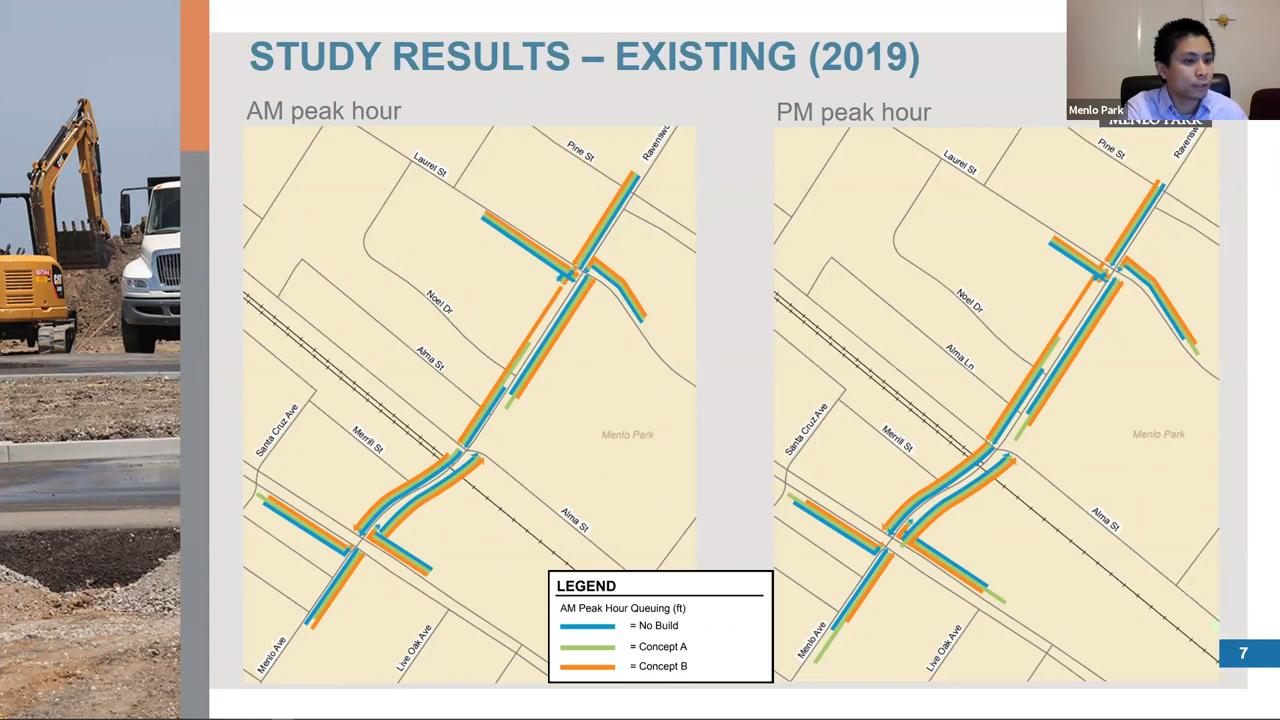 STUDY RESULTS – EXISTING (2019)
Menlo Park
MENLO PARK
AM peak hour
PM peak hour
Laurel St
Pine St
Noel Dr
Alma St
Santa Cruz Ave
Merrill St
Menlo Park
Alma St
Menlo Ave
Live Oak Ave
Laurel St
Pine St
Noel Dr
Alma Ln
Santa Cruz Ave
Merrill St
Menlo Park
Alma St
Menlo Ave
Live Oak Ave
LEGEND
AM Peak Hour Queuing (ft)
= No Build
= Concept A
= Concept B
7
CAT